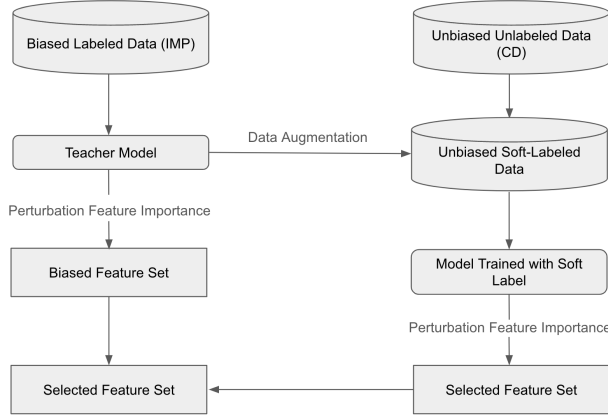 Biased Labeled Data (IMP)
Unbiased Unlabeled Data
(CD)
Data Augmentation
Teacher Model
Unbiased Soft-Labeled
Data
Perturbation Feature Importance
Biased Feature Set
Model Trained with Soft
Label
Perturbation Feature Importance
Selected Feature Set
Selected Feature Set